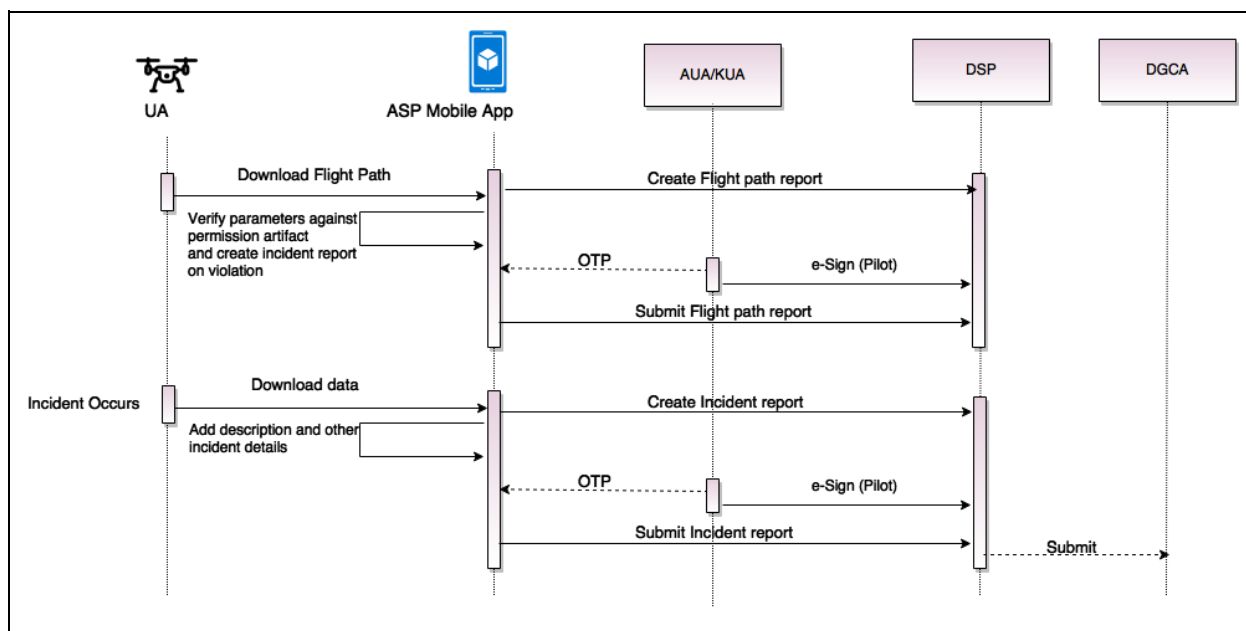 UA
ASP Mobile App
AUA/KUA
DSP
DGCA
Download Flight Path
Create Flight path report
Verify parameters against
permission artifact
and create incident report
on violation
OTP
e-Sign (Pilot)
Submit Flight path report
Incident Occurs
Download data
Create Incident report
Add description and other
incident details
OTP
e-Sign (Pilot)
Submit Incident report
Submit